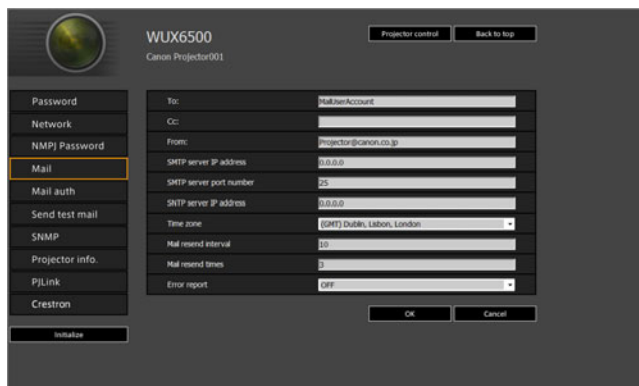 WUX6500
Projector control
Back to top
Canon Projector001
Password
Network
NMPJ Password
Mail
Mail auth
Send test mail
SNMP
Projector info.
PJLink
Crestron
Initialize
To: MailUserAccount
Cc:
From: Projector@canon.co.jp
SMTP server IP address 0.0.0.0
SMTP server port number 25
SNTP server IP address 0.0.0.0
Time zone (GMT) Dublin, Lisbon, London
Mail resend interval 10
Mail resend times 3
Error report OFF
OK
Cancel